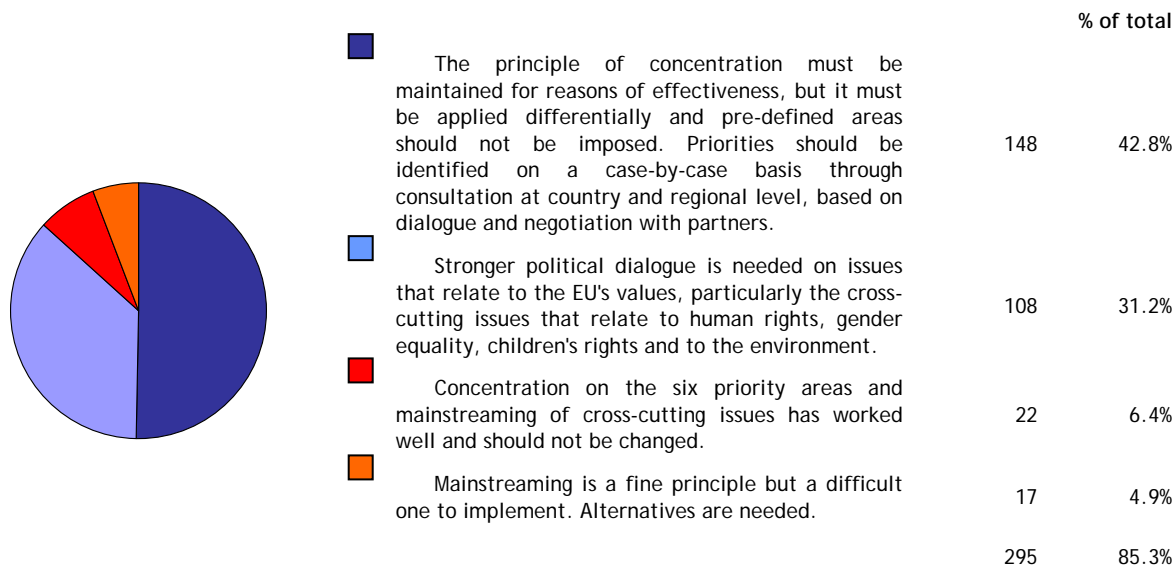 % of total
The principle of concentration must be
maintained for reasons of effectiveness, but it must
be applied differentially and pre-defined areas
should not be imposed. Priorities should be
identified on a case-by-case basis through
consultation at country and regional level, based on
dialogue and negotiation with partners.
148 42.8%
Stronger political dialogue is needed on issues
that relate to the EU's values, particularly the cross-
cutting issues that relate to human rights, gender
equality, children's rights and to the environment.
108 31.2%
Concentration on the six priority areas and
mainstreaming of cross-cutting issues has worked
well and should not be changed.
22 6.4%
Mainstreaming is a fine principle but a difficult
one to implement. Alternatives are needed.
17 4.9%
295 85.3%